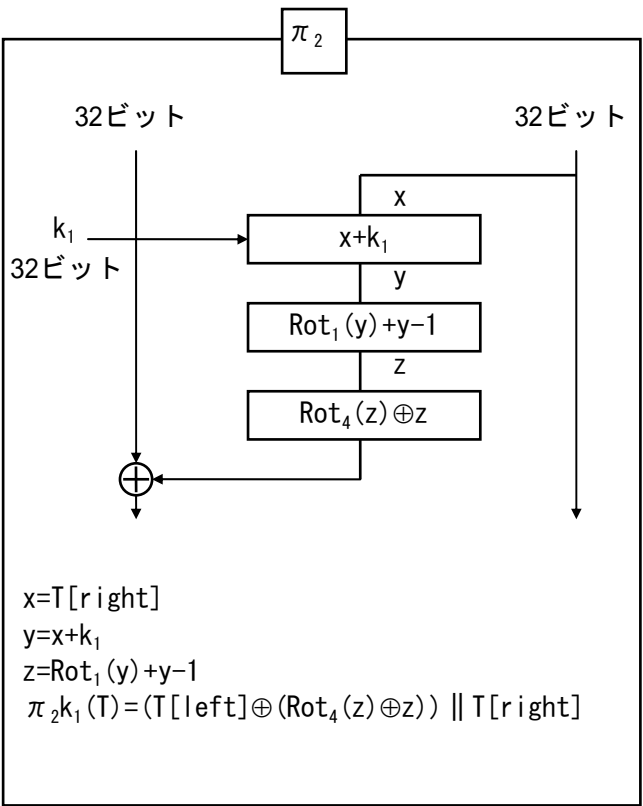 π₂
32ビット 32ビット
x
k₁
x+k₁
32ビット
y
Rot₁(y)+y-1
z
Rot₄(z)⊕z
x=T[right]
y=x+k₁
z=Rot₁(y)+y-1
π₂k₁(T)=(T[left]⊕(Rot₄(z)⊕z))∥T[right]